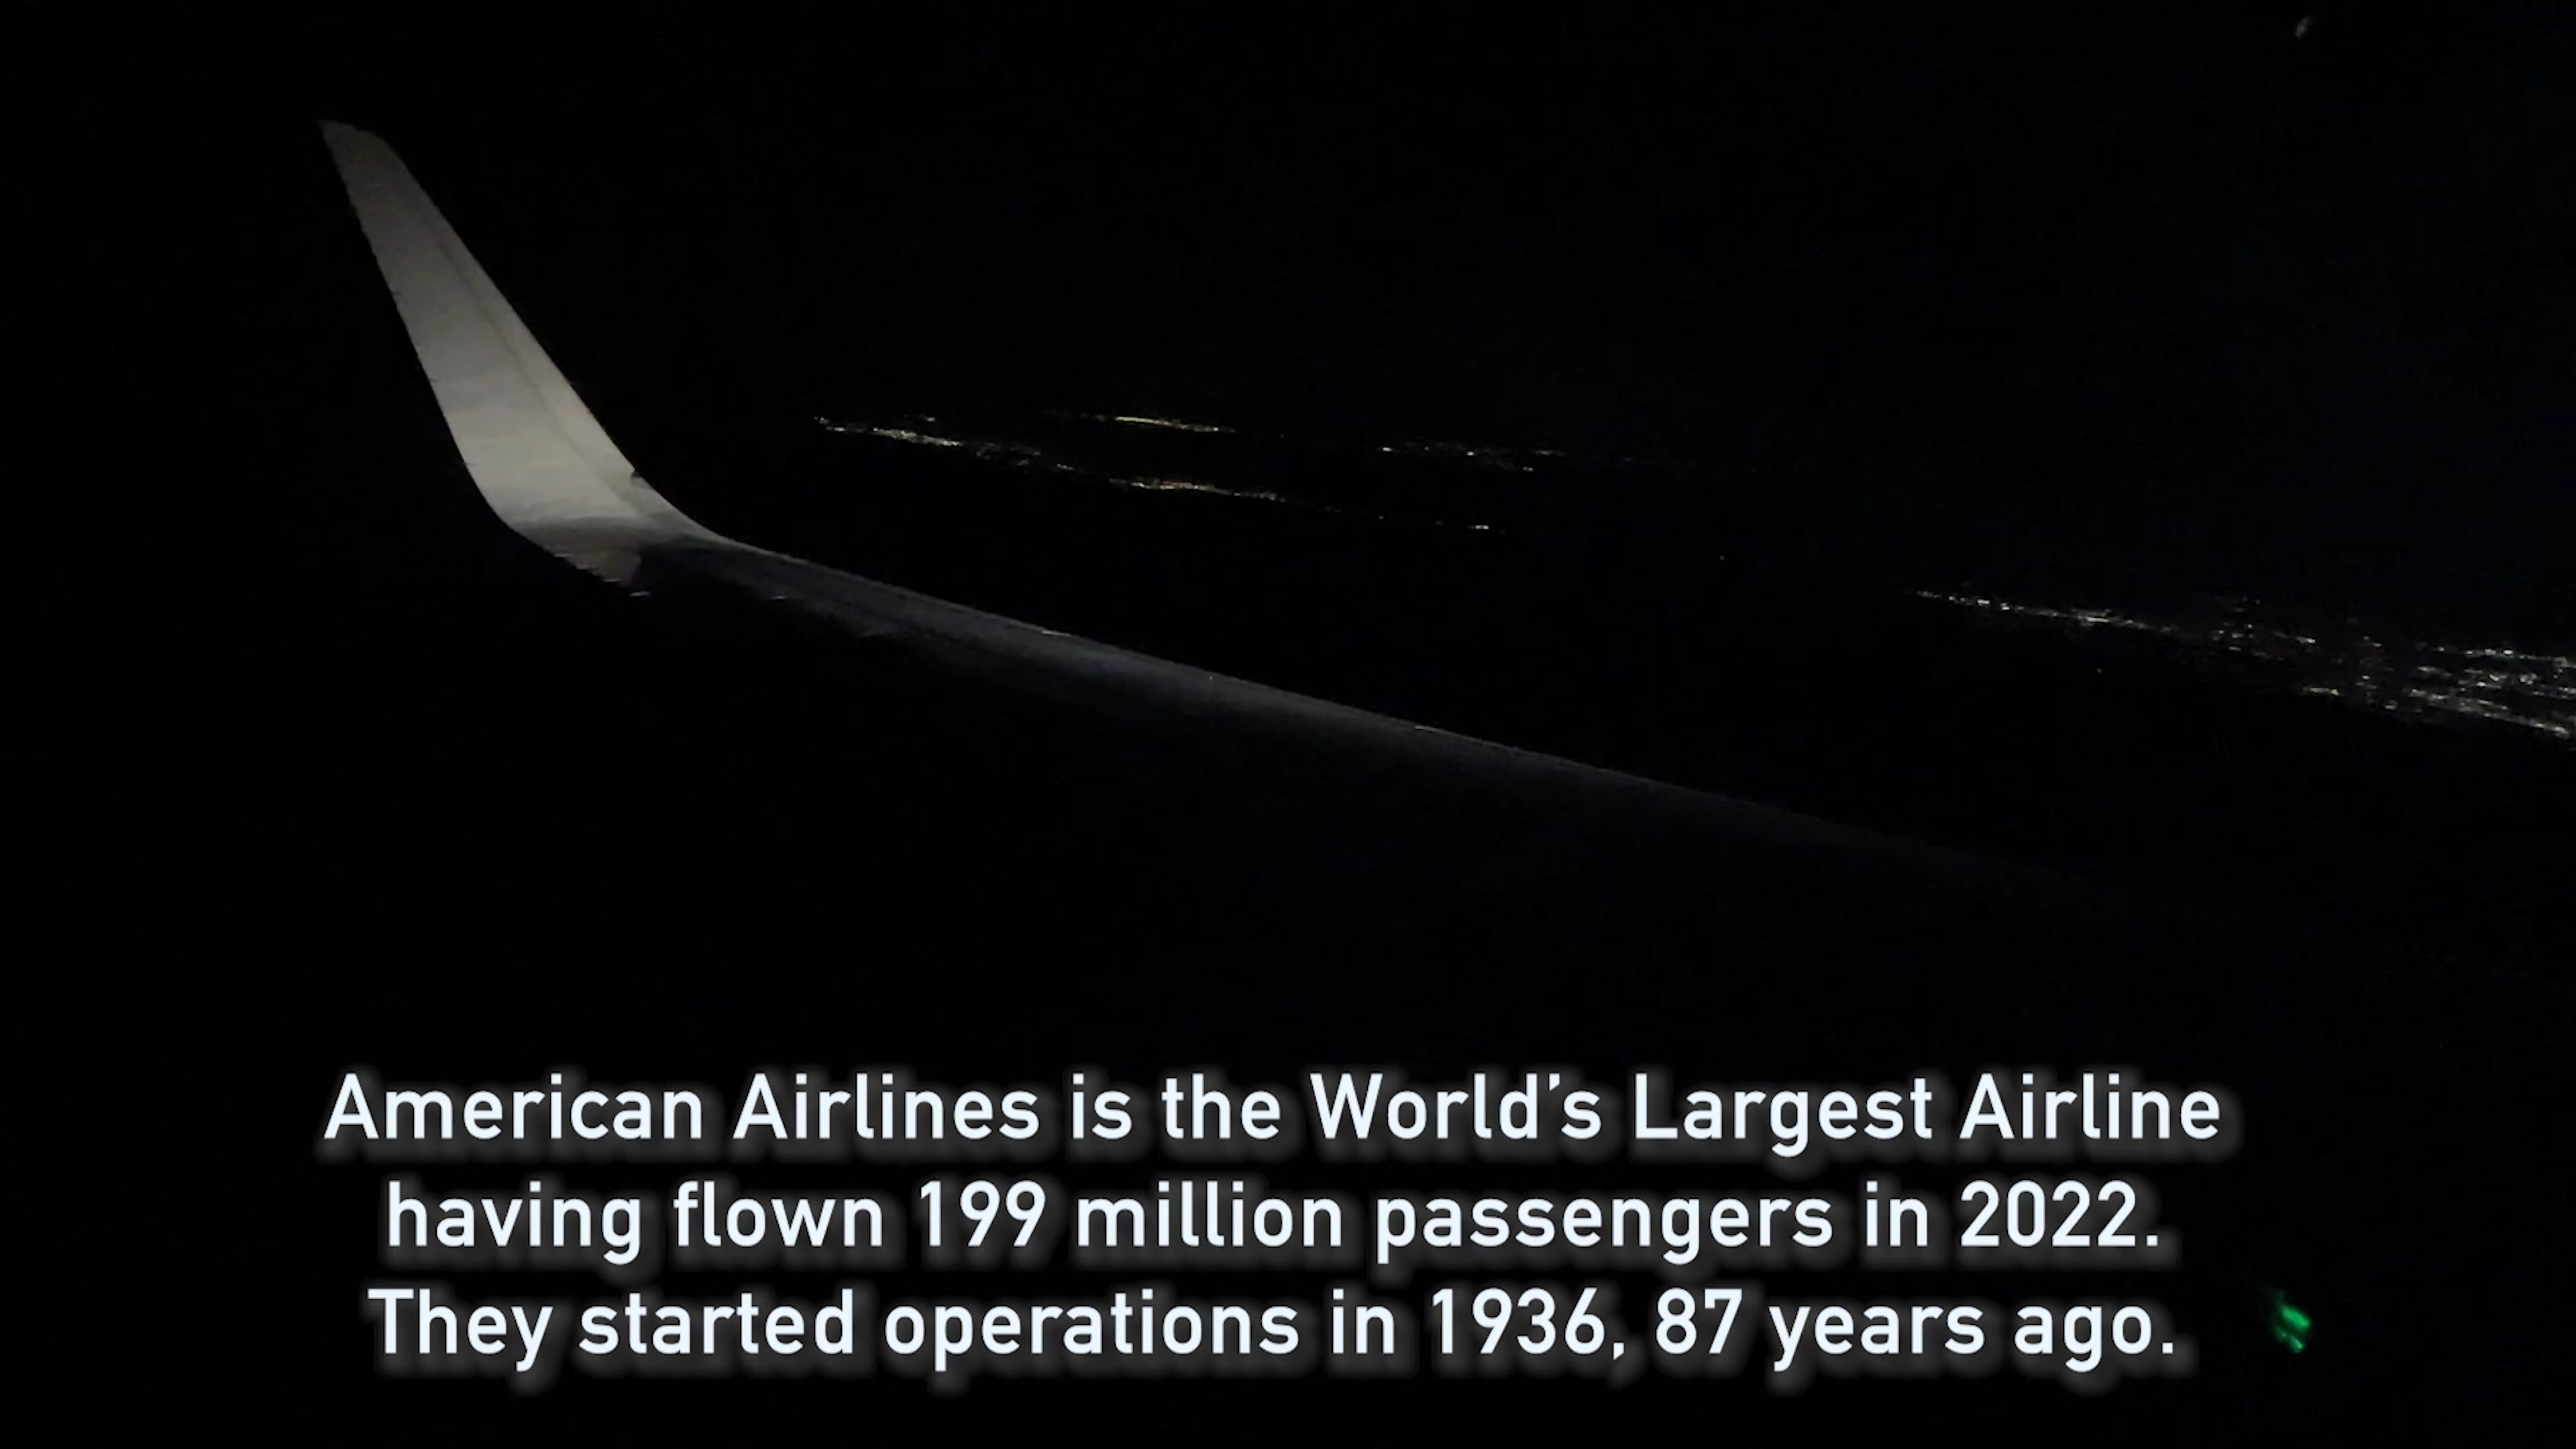 American Airlines is the World’s Largest Airline
having flown 199 million passengers in 2022.
They started operations in 1936, 87 years ago.